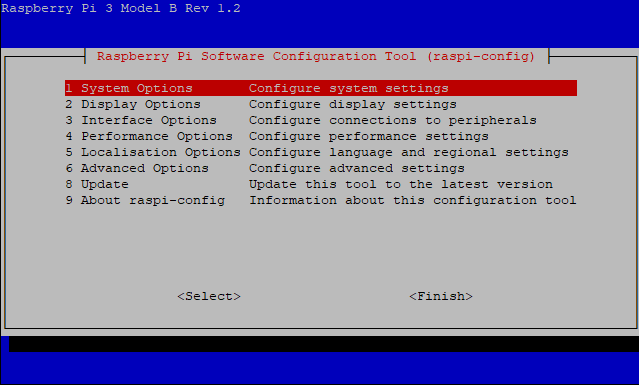 Raspberry Pi 3 Model B Rev 1.2
Raspberry Pi Software Configuration Tool (raspi-config)
1 System Options       Configure system settings
2 Display Options      Configure display settings
3 Interface Options    Configure connections to peripherals
4 Performance Options  Configure performance settings
5 Localisation Options Configure language and regional settings
6 Advanced Options     Configure advanced settings
8 Update               Update this tool to the latest version
9 About raspi-config   Information about this configuration tool
<Select>                     <Finish>